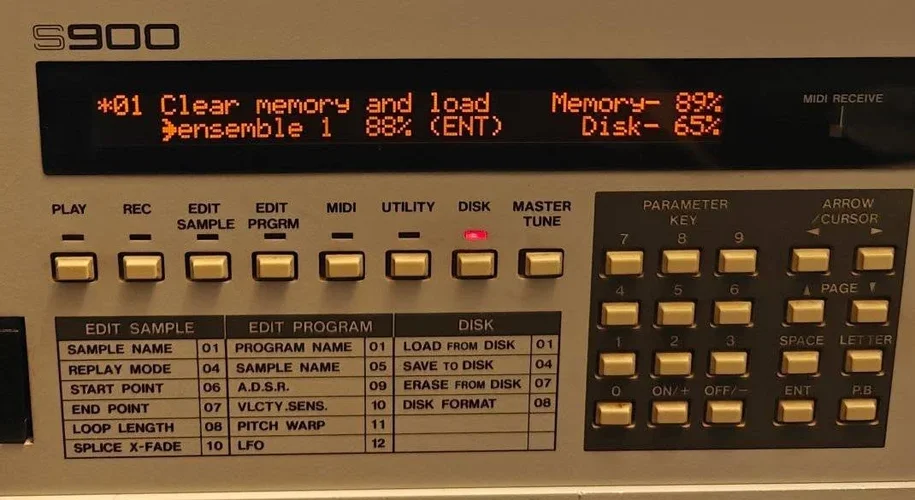 S900
*01 Clear memory and load Memory- 89%
ensemble 1 88% (ENT) Disk- 65%
MIDI RECEIVE
PLAY REC EDIT SAMPLE EDIT PRGRM MIDI UTILITY DISK MASTER TUNE
PARAMETER KEY
ARROW /CURSOR
◄ ►
7 8 9
4 5 6
▲ PAGE ▼
1 2 3 SPACE LETTER
0 ON/+ OFF/– ENT P.B
EDIT SAMPLE
SAMPLE NAME 01
REPLAY MODE 04
START POINT 06
END POINT 07
LOOP LENGTH 08
SPLICE X-FADE 10
EDIT PROGRAM
PROGRAM NAME 01
SAMPLE NAME 05
A.D.S.R. 09
VLCTY.SENS. 10
PITCH WARP 11
LFO 12
DISK
LOAD FROM DISK 01
SAVE TO DISK 04
ERASE FROM DISK 07
DISK FORMAT 08